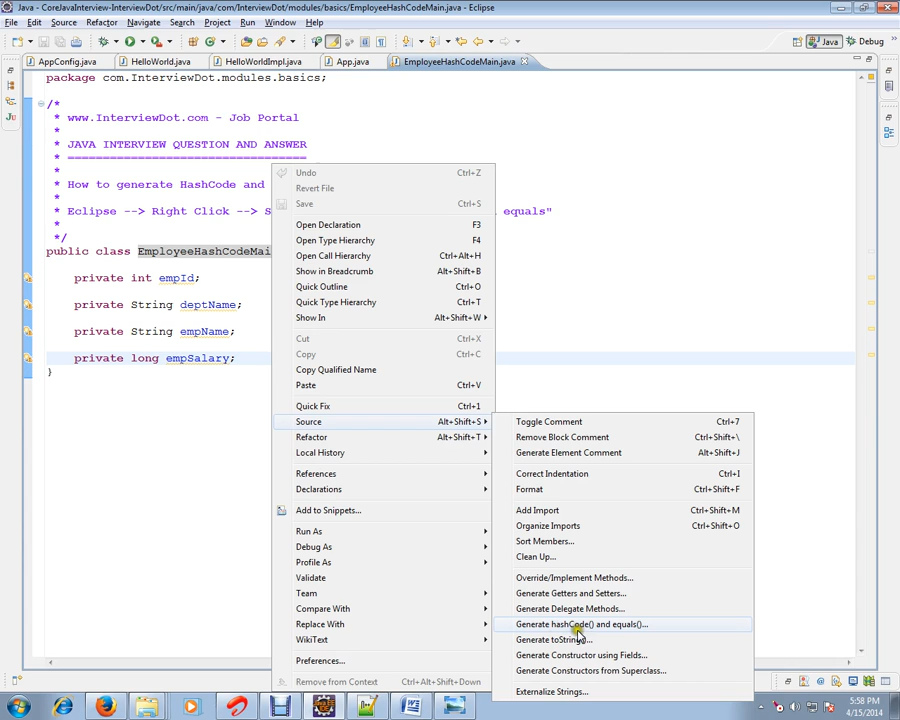 Java - CoreJavaInterview-InterviewDot/src/main/java/com/InterviewDot/modules/basics/EmployeeHashCodeMain.java - Eclipse
File Edit Source Refactor Navigate Search Project Run Window Help
Java Debug
AppConfig.java HelloWorld.java HelloWorldImpl.java App.java EmployeeHashCodeMain.java
package com.InterviewDot.modules.basics;
/*
* www.InterviewDot.com - Job Portal
*
* JAVA INTERVIEW QUESTION AND ANSWER
* ==================================
*
* How to generate HashCode and
*
* Eclipse --> Right Click --> S equals"
*
*/
public class EmployeeHashCodeMai
private int empId;
private String deptName;
private String empName;
private long empSalary;
}
Undo Ctrl+Z
Revert File
Save Ctrl+S
Open Declaration F3
Open Type Hierarchy F4
Open Call Hierarchy Ctrl+Alt+H
Show in Breadcrumb Alt+Shift+B
Quick Outline Ctrl+O
Quick Type Hierarchy Ctrl+T
Show In Alt+Shift+W
Cut Ctrl+X
Copy Ctrl+C
Copy Qualified Name
Paste Ctrl+V
Quick Fix Ctrl+1
Source Alt+Shift+S
Refactor Alt+Shift+T
Local History
References
Declarations
Add to Snippets...
Run As
Debug As
Profile As
Validate
Team
Compare With
Replace With
WikiText
Preferences...
Remove from Context Ctrl+Alt+Shift+Down
Toggle Comment Ctrl+7
Remove Block Comment Ctrl+Shift+\
Generate Element Comment Alt+Shift+J
Correct Indentation Ctrl+I
Format Ctrl+Shift+F
Add Import Ctrl+Shift+M
Organize Imports Ctrl+Shift+O
Sort Members...
Clean Up...
Override/Implement Methods...
Generate Getters and Setters...
Generate Delegate Methods...
Generate hashCode() and equals()...
Generate toString()...
Generate Constructor using Fields...
Generate Constructors from Superclass...
Externalize Strings...
5:58 PM
4/15/2014